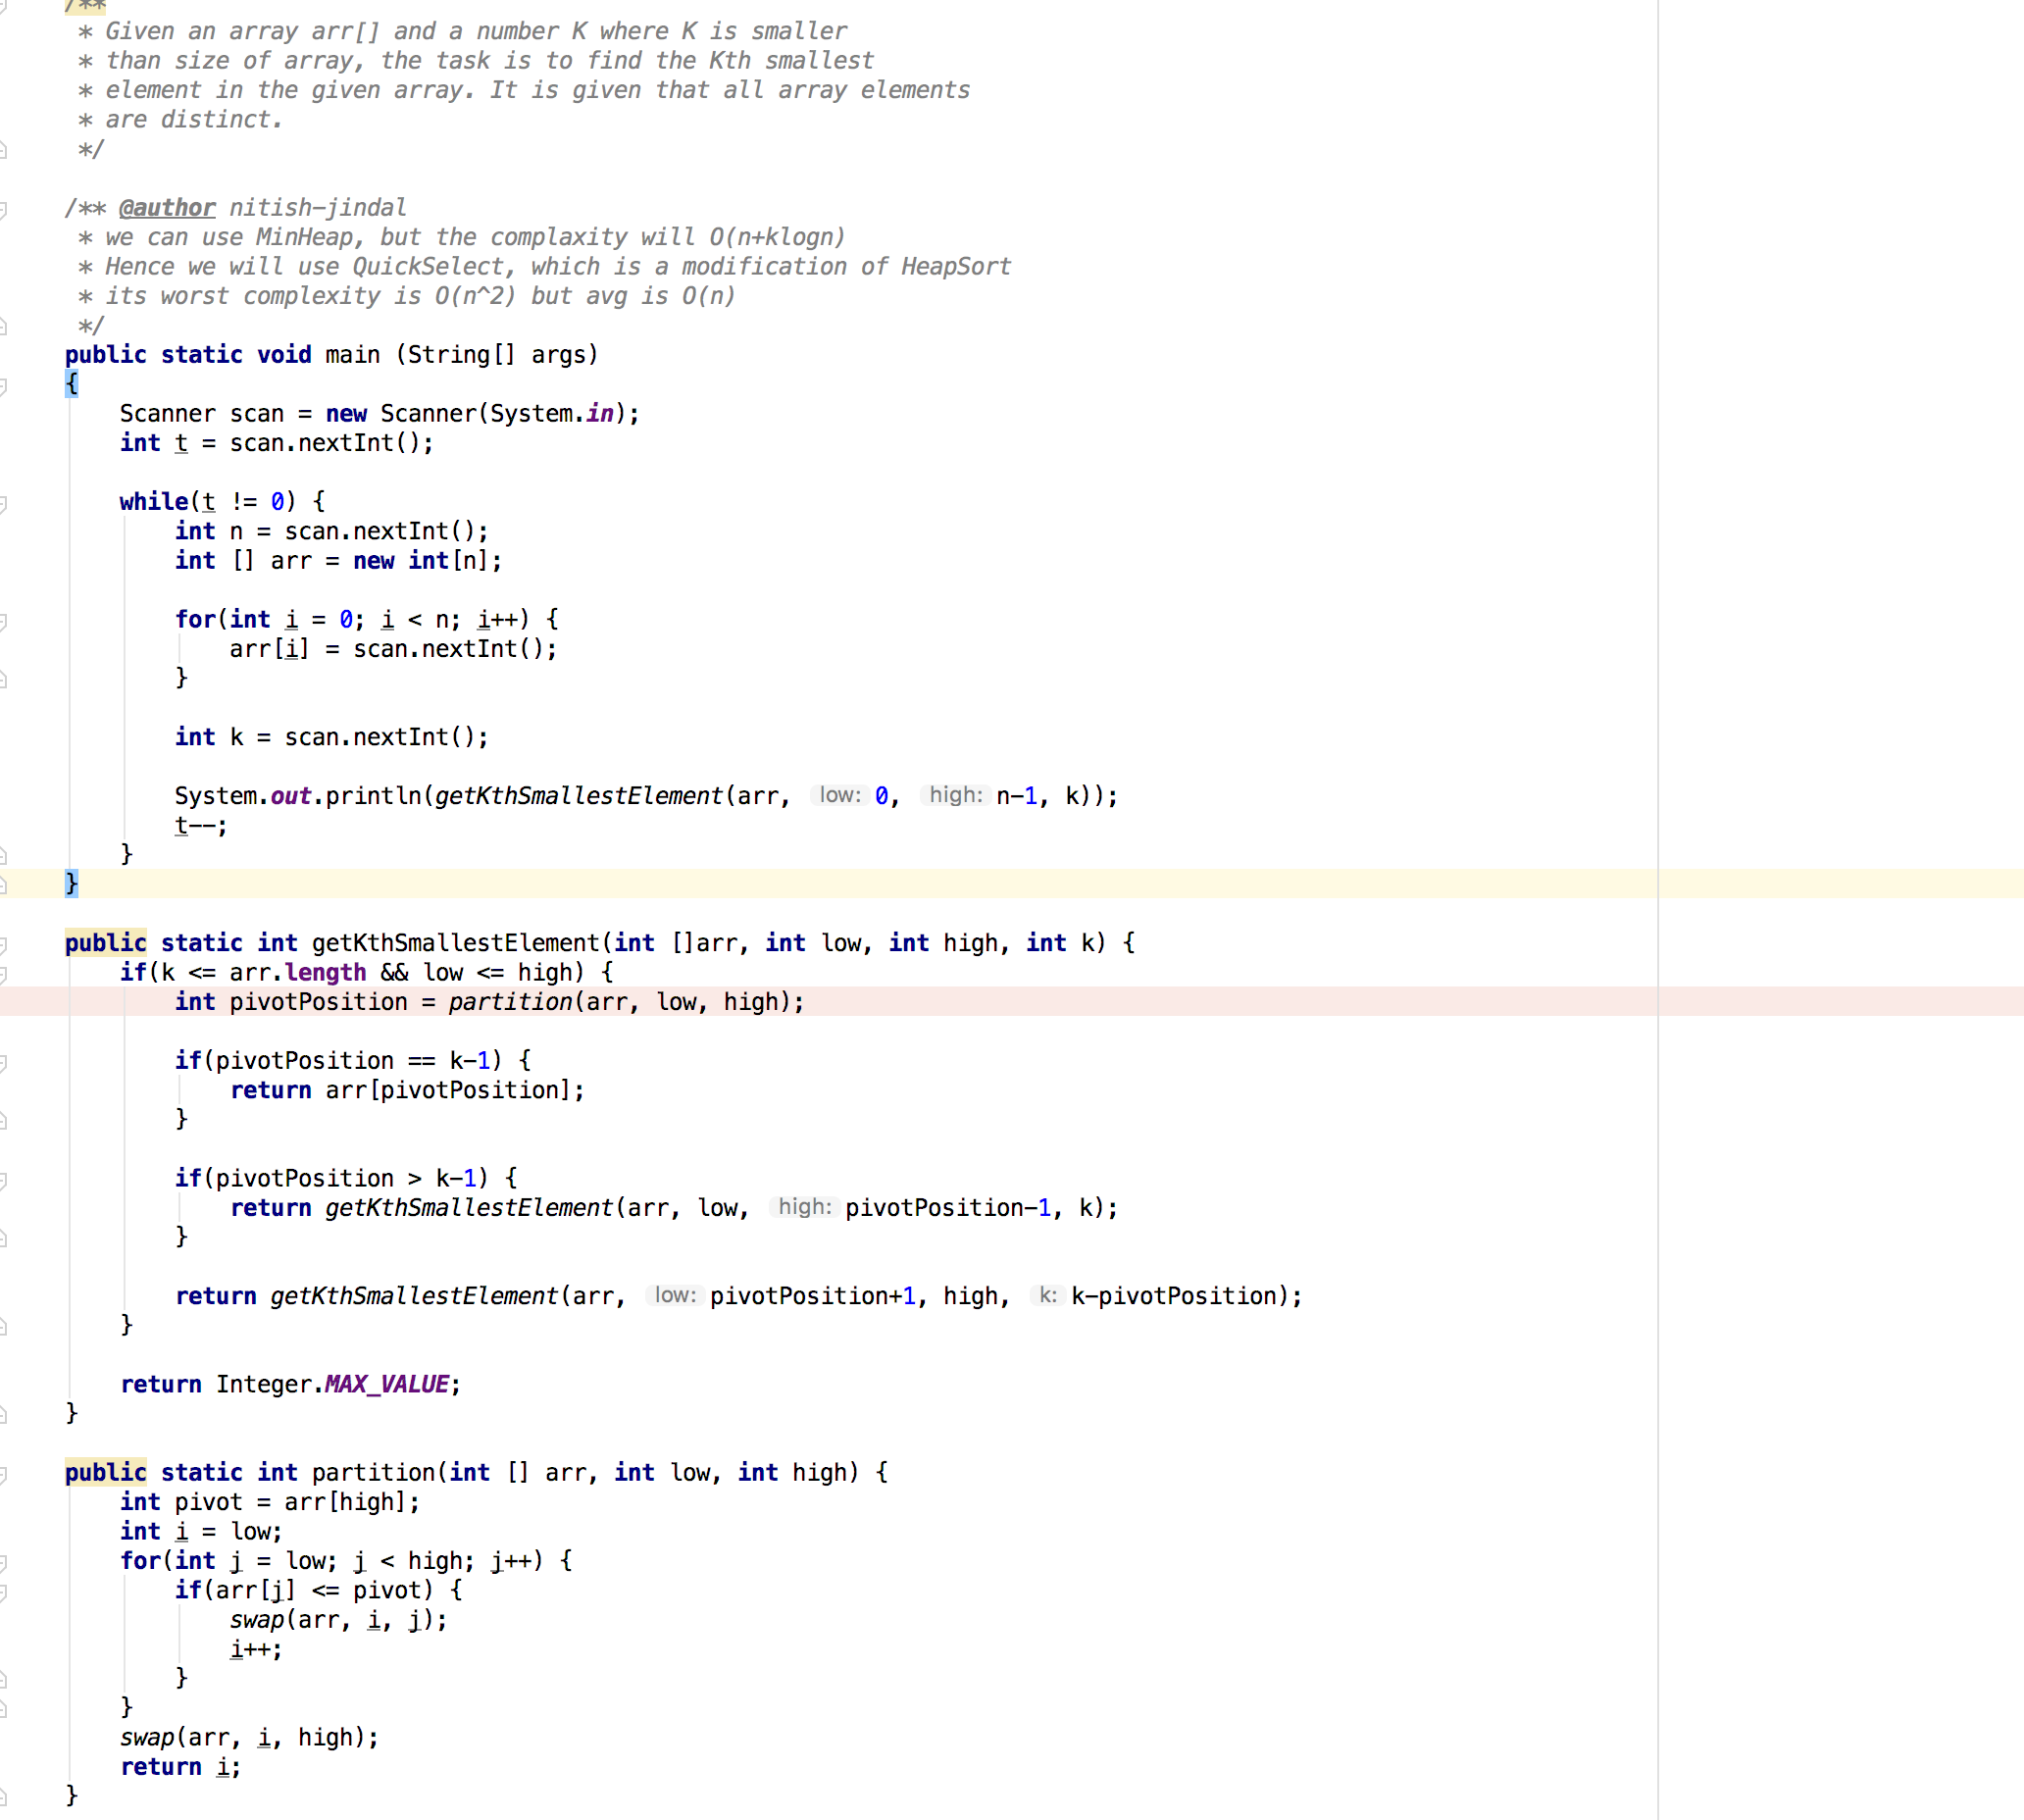 /**
* Given an array arr[] and a number K where K is smaller
* than size of array, the task is to find the Kth smallest
* element in the given array. It is given that all array elements
* are distinct.
*/
/** @author nitish-jindal
* we can use MinHeap, but the complaxity will O(n+klogn)
* Hence we will use QuickSelect, which is a modification of HeapSort
* its worst complexity is O(n^2) but avg is O(n)
*/
public static void main (String[] args)
{
Scanner scan = new Scanner(System.in);
int t = scan.nextInt();
while(t != 0) {
int n = scan.nextInt();
int [] arr = new int[n];
for(int i = 0; i < n; i++) {
arr[i] = scan.nextInt();
}
int k = scan.nextInt();
System.out.println(getKthSmallestElement(arr, low: 0, high: n-1, k));
t--;
}
}
public static int getKthSmallestElement(int []arr, int low, int high, int k) {
if(k <= arr.length && low <= high) {
int pivotPosition = partition(arr, low, high);
if(pivotPosition == k-1) {
return arr[pivotPosition];
}
if(pivotPosition > k-1) {
return getKthSmallestElement(arr, low, high: pivotPosition-1, k);
}
return getKthSmallestElement(arr, low: pivotPosition+1, high, k: k-pivotPosition);
}
return Integer.MAX_VALUE;
}
public static int partition(int [] arr, int low, int high) {
int pivot = arr[high];
int i = low;
for(int j = low; j < high; j++) {
if(arr[j] <= pivot) {
swap(arr, i, j);
i++;
}
}
swap(arr, i, high);
return i;
}